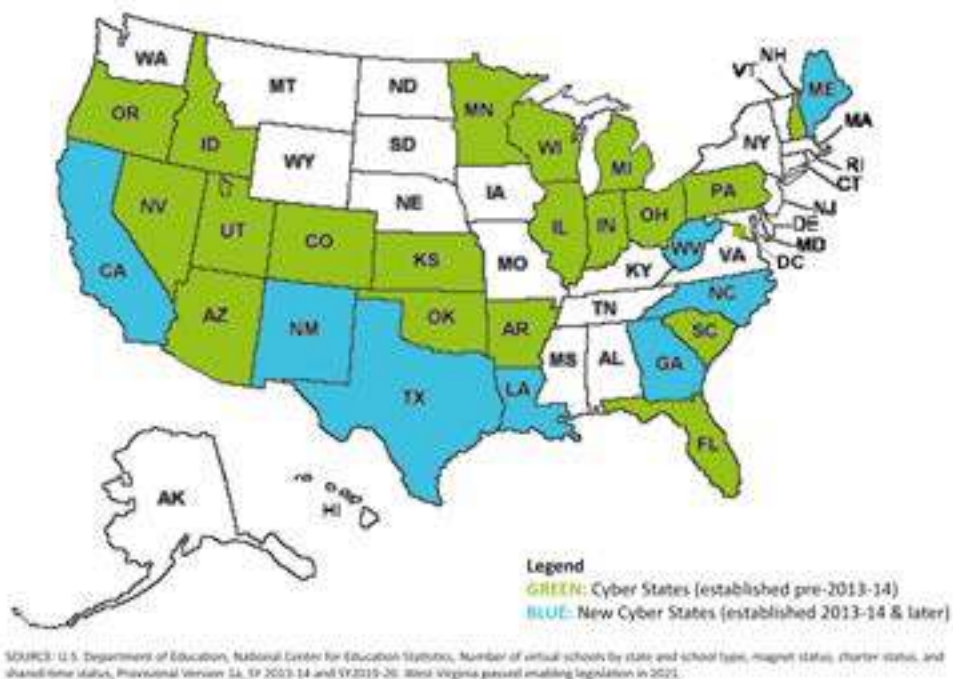 WA
MT
ND
MN
VT
NH
ME
OR
ID
WY
SD
WI
MI
NY
MA
RI
CT
NV
UT
CO
NE
IA
IL
IN
OH
PA
NJ
DE
MD
DC
CA
KS
MO
KY
WV
VA
AZ
NM
OK
AR
TN
NC
SC
TX
LA
MS
AL
GA
FL
AK
HI
Legend
GREEN: Cyber States (established pre-2013-14)
BLUE: New Cyber States (established 2013-14 & later)
SOURCE: U.S. Department of Education, National Center for Education Statistics, Number of virtual schools by state and school type, magnet status, charter status, and
shared-time status, Provisional Version 1a, SY 2013-14 and SY2019-20. West Virginia passed enabling legislation in 2021.